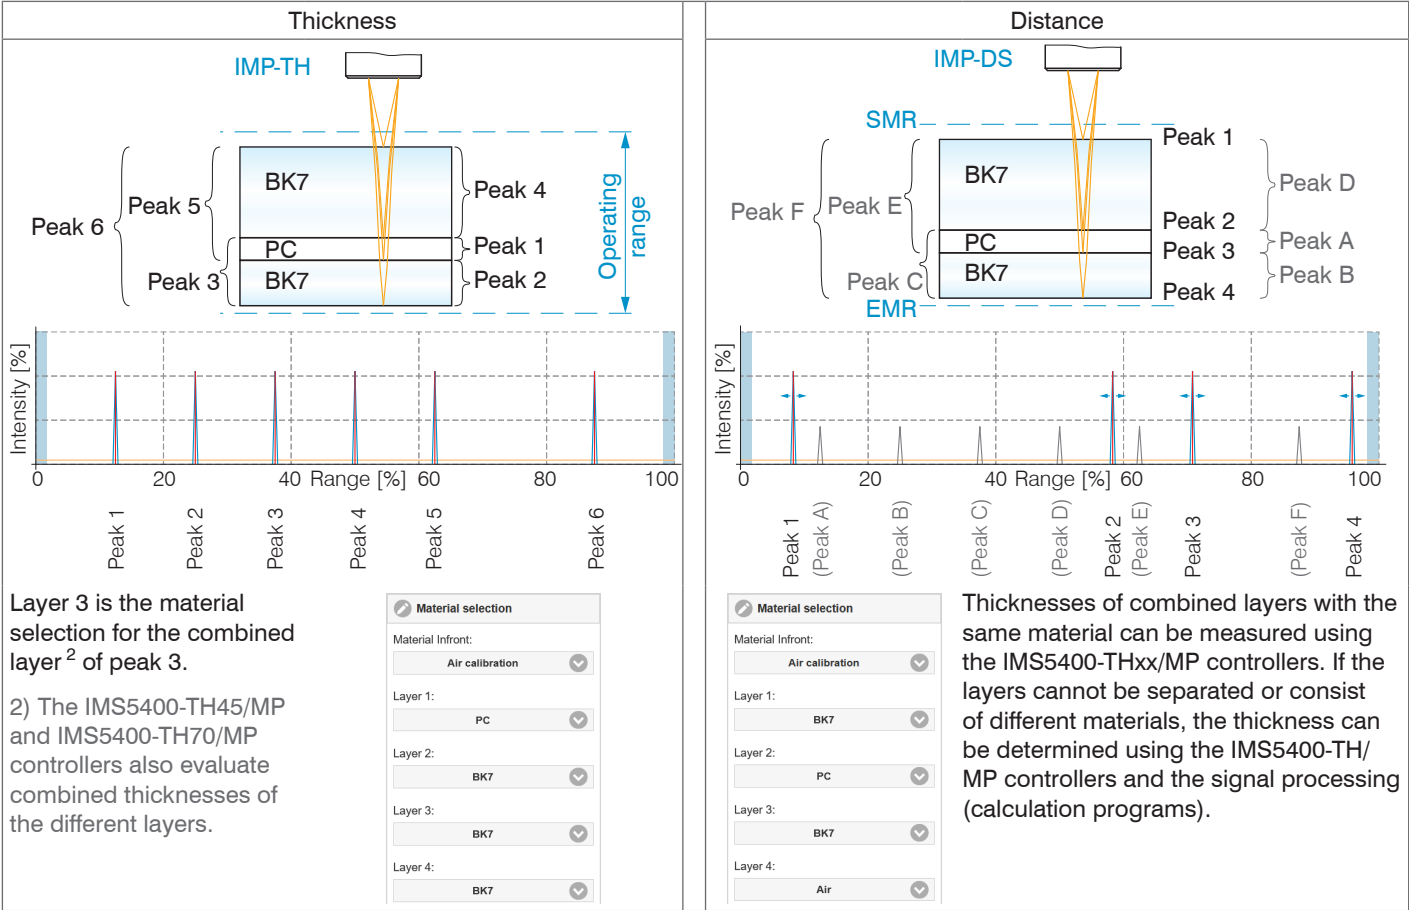 Thickness
IMP-TH
BK7
PC
BK7
Peak 6
Peak 5
Peak 3
Peak 4
Peak 1
Peak 2
Operating
range
Intensity [%]
0
20
40
Range [%]
60
80
100
Peak 1
Peak 2
Peak 3
Peak 4
Peak 5
Peak 6
Layer 3 is the material
selection for the combined
layer 2 of peak 3.
2) The IMS5400-TH45/MP
and IMS5400-TH70/MP
controllers also evaluate
combined thicknesses of
the different layers.
Material selection
Material Infront:
Air calibration
Layer 1:
PC
Layer 2:
BK7
Layer 3:
BK7
Layer 4:
BK7
Distance
IMP-DS
SMR
EMR
BK7
PC
BK7
Peak F
Peak E
Peak C
Peak 1
Peak 2
Peak 3
Peak 4
Peak D
Peak A
Peak B
Intensity [%]
0
20
40
Range [%]
60
80
100
Peak 1
(Peak A)
(Peak B)
(Peak C)
(Peak D)
Peak 2
(Peak E)
Peak 3
(Peak F)
Peak 4
Material selection
Material Infront:
Air calibration
Layer 1:
BK7
Layer 2:
PC
Layer 3:
BK7
Layer 4:
Air
Thicknesses of combined layers with the
same material can be measured using
the IMS5400-THxx/MP controllers. If the
layers cannot be separated or consist
of different materials, the thickness can
be determined using the IMS5400-TH/
MP controllers and the signal processing
(calculation programs).